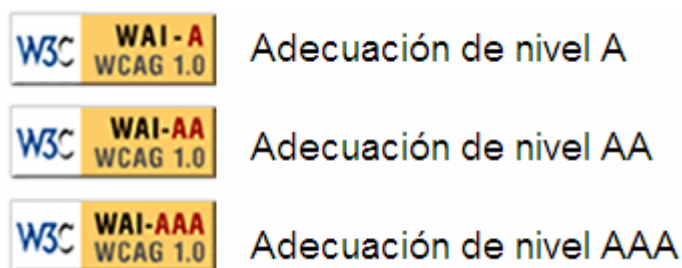 W3C WAI-A WCAG 1.0 Adecuación de nivel A
W3C WAI-AA WCAG 1.0 Adecuación de nivel AA
W3C WAI-AAA WCAG 1.0 Adecuación de nivel AAA